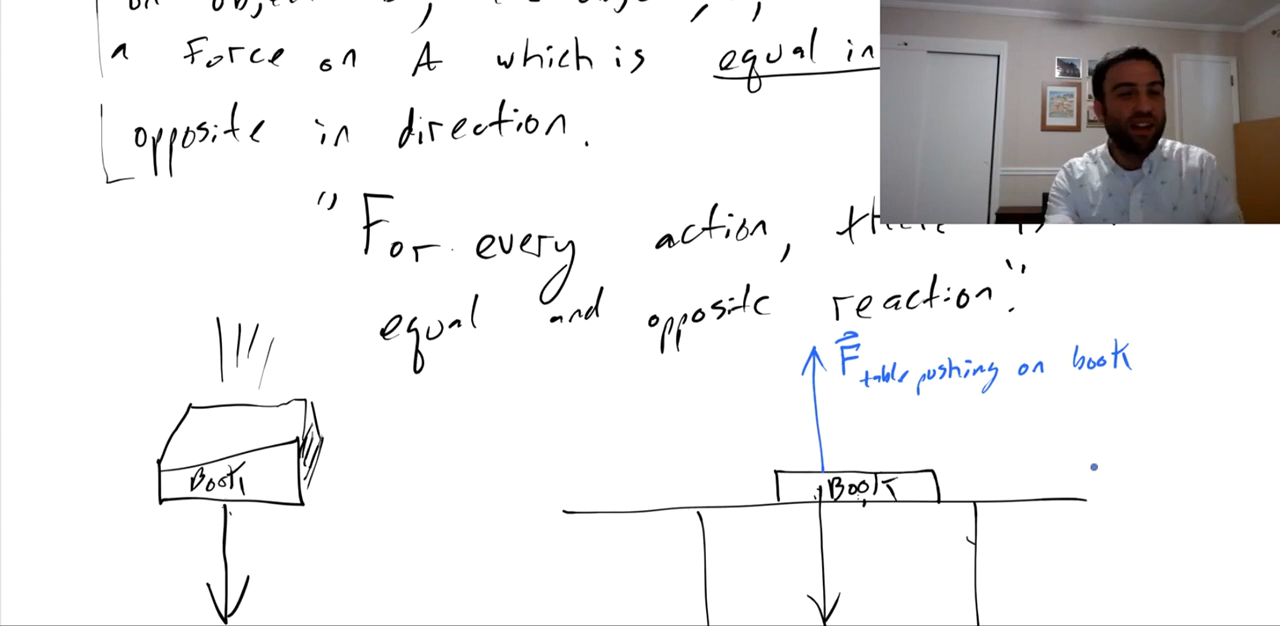 a Force on A which is equal in
opposite in direction.
"For every action,
equal and opposite reaction."
F table pushing on book
Book
Book